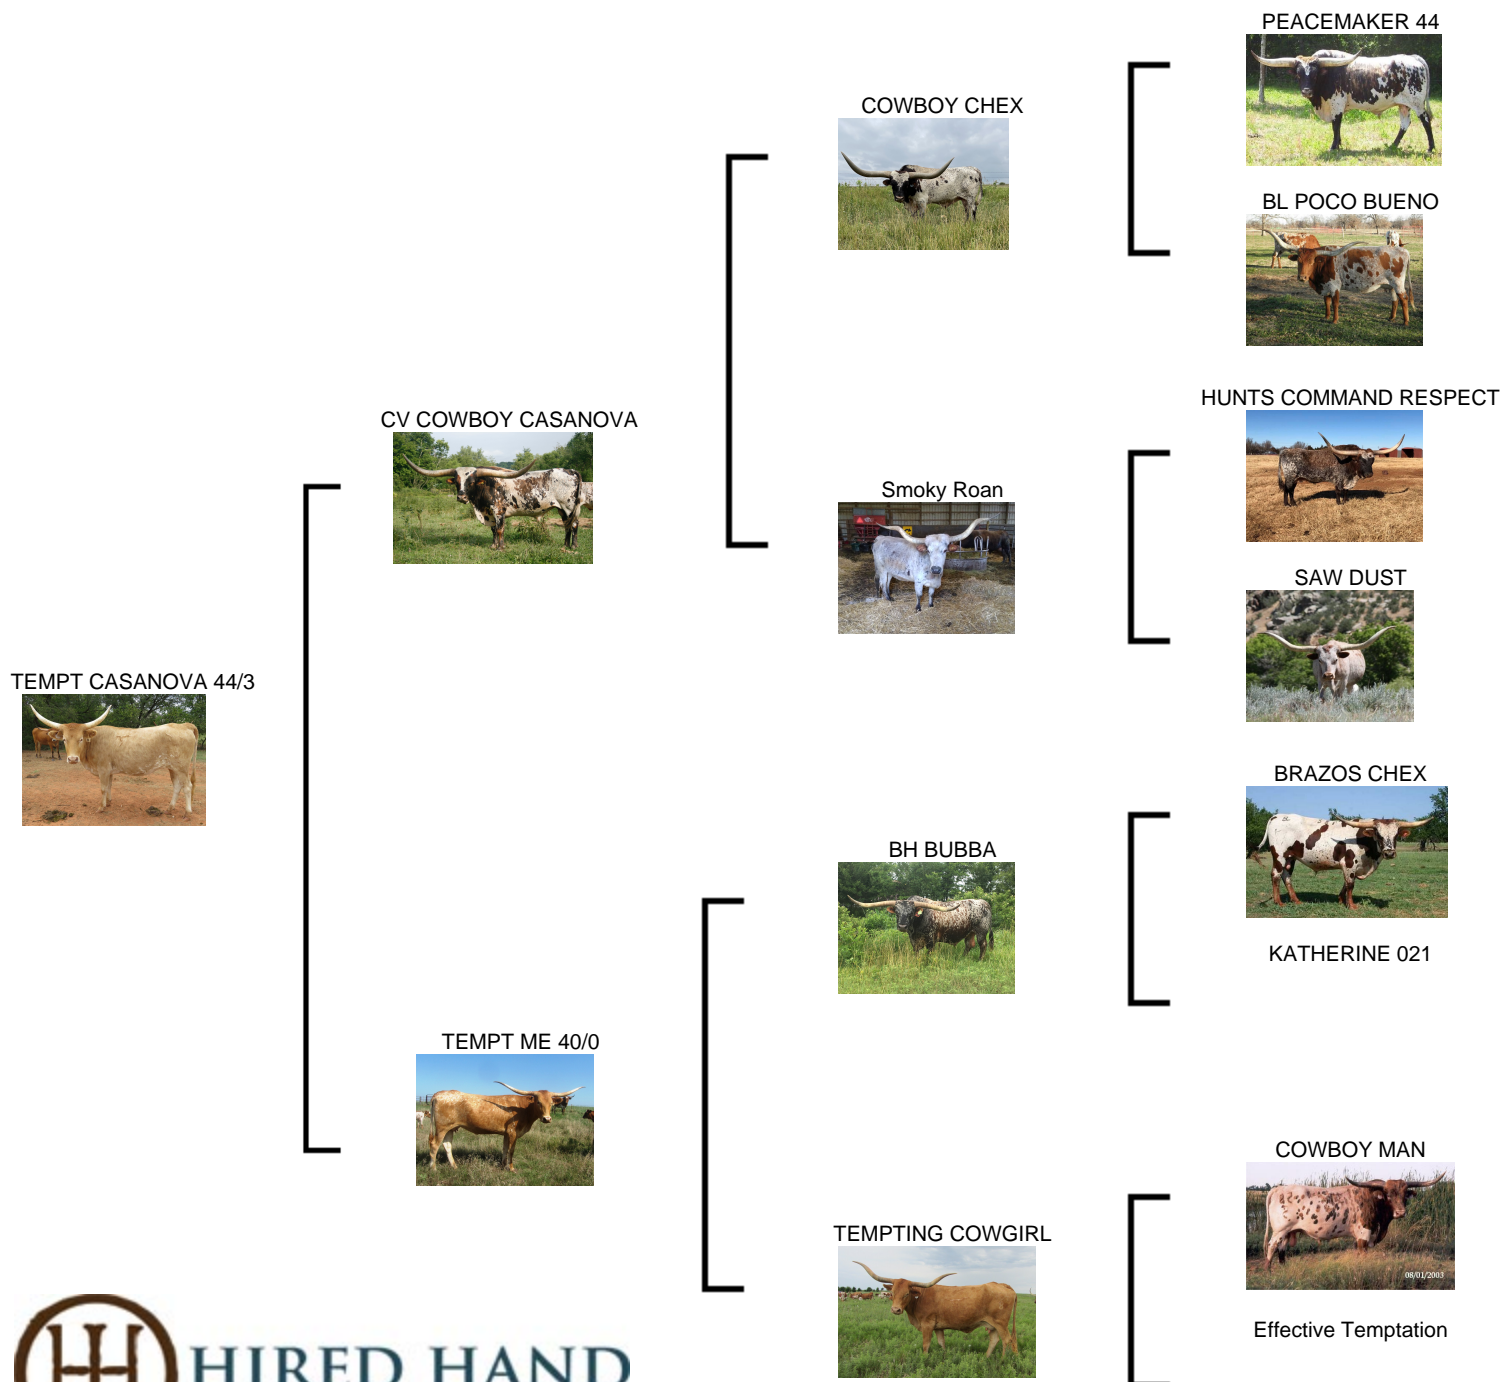 PEACEMAKER 44
COWBOY CHEX
BL POCO BUENO
HUNTS COMMAND RESPECT
CV COWBOY CASANOVA
Smoky Roan
SAW DUST
TEMPT CASANOVA 44/3
BRAZOS CHEX
BH BUBBA
KATHERINE 021
TEMPT ME 40/0
COWBOY MAN
TEMPTING COWGIRL
08/01/2003
Effective Temptation
HIRED HAND